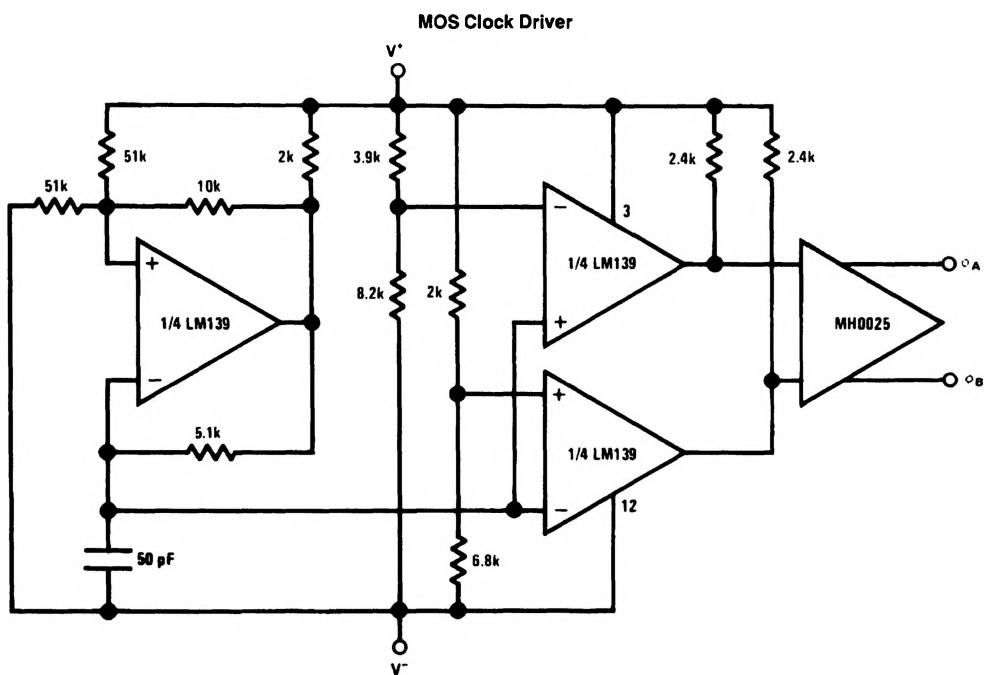 MOS Clock Driver
V+
51k
2k
3.9k
2.4k
2.4k
51k
10k
+
1/4 LM139
−
8.2k
2k
−
3
1/4 LM139
+
MH0025
ΦA
ΦB
5.1k
+
1/4 LM139
−
12
50 pF
6.8k
V−